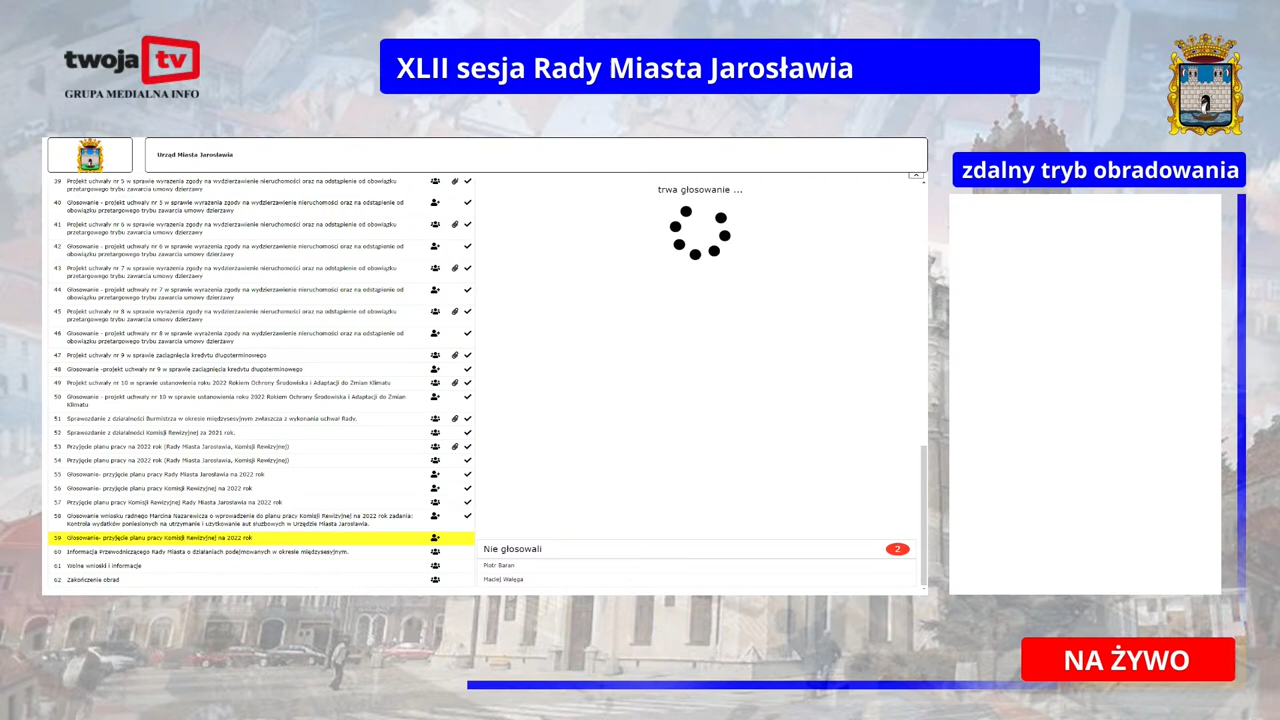 twoja tv
GRUPA MEDIALNA INFO
XLII sesja Rady Miasta Jarosławia
zdalny tryb obradowania
Urząd Miasta Jarosławia
39 Projekt uchwały nr 5 w sprawie wyrażenia zgody na wydzierżawienie nieruchomości oraz na odstąpienie od obowiązku
przetargowego trybu zawarcia umowy dzierżawy
40 Głosowanie - projekt uchwały nr 5 w sprawie wyrażenia zgody na wydzierżawienie nieruchomości oraz na odstąpienie od
obowiązku przetargowego trybu zawarcia umowy dzierżawy
41 Projekt uchwały nr 6 w sprawie wyrażenia zgody na wydzierżawienie nieruchomości oraz na odstąpienie od obowiązku
przetargowego trybu zawarcia umowy dzierżawy
42 Głosowanie - projekt uchwały nr 6 w sprawie wyrażenia zgody na wydzierżawienie nieruchomości oraz na odstąpienie od
obowiązku przetargowego trybu zawarcia umowy dzierżawy
43 Projekt uchwały nr 7 w sprawie wyrażenia zgody na wydzierżawienie nieruchomości oraz na odstąpienie od obowiązku
przetargowego trybu zawarcia umowy dzierżawy
44 Głosowanie - projekt uchwały nr 7 w sprawie wyrażenia zgody na wydzierżawienie nieruchomości oraz na odstąpienie od
obowiązku przetargowego trybu zawarcia umowy dzierżawy
45 Projekt uchwały nr 8 w sprawie wyrażenia zgody na wydzierżawienie nieruchomości oraz na odstąpienie od obowiązku
przetargowego trybu zawarcia umowy dzierżawy
46 Głosowanie - projekt uchwały nr 8 w sprawie wyrażenia zgody na wydzierżawienie nieruchomości oraz na odstąpienie od
obowiązku przetargowego trybu zawarcia umowy dzierżawy
47 Projekt uchwały nr 9 w sprawie zaciągnięcia kredytu długoterminowego
48 Głosowanie -projekt uchwały nr 9 w sprawie zaciągnięcia kredytu długoterminowego
49 Projekt uchwały nr 10 w sprawie ustanowienia roku 2022 Rokiem Ochrony Środowiska i Adaptacji do Zmian Klimatu
50 Głosowanie - projekt uchwały nr 10 w sprawie ustanowienia roku 2022 Rokiem Ochrony Środowiska i Adaptacji do Zmian
Klimatu
51 Sprawozdanie z działalności Burmistrza w okresie międzysesyjnym zwłaszcza z wykonania uchwał Rady.
52 Sprawozdanie z działalności Komisji Rewizyjnej za 2021 rok.
53 Przyjęcie planu pracy na 2022 rok (Rady Miasta Jarosławia, Komisji Rewizyjnej)
54 Przyjęcie planu pracy na 2022 rok (Rady Miasta Jarosławia, Komisji Rewizyjnej)
55 Głosowanie- przyjęcie planu pracy Rady Miasta Jarosławia na 2022 rok
56 Głosowanie- przyjęcie planu pracy Komisji Rewizyjnej na 2022 rok
57 Przyjęcie planu pracy Komisji Rewizyjnej Rady Miasta Jarosławia na 2022 rok
58 Głosowanie wniosku radnego Marcina Nazarewicza o wprowadzenie do planu pracy Komisji Rewizyjnej na 2022 rok zadania:
Kontrola wydatków poniesionych na utrzymanie i użytkowanie aut służbowych w Urzędzie Miasta Jarosławia.
59 Głosowanie- przyjęcie planu pracy Komisji Rewizyjnej na 2022 rok
60 Informacja Przewodniczącego Rady Miasta o działaniach podejmowanych w okresie międzysesyjnym.
61 Wolne wnioski i informacje
62 Zakończenie obrad
trwa głosowanie ...
Nie głosowali 2
Piotr Baran
Maciej Wałęga
NA ŻYWO